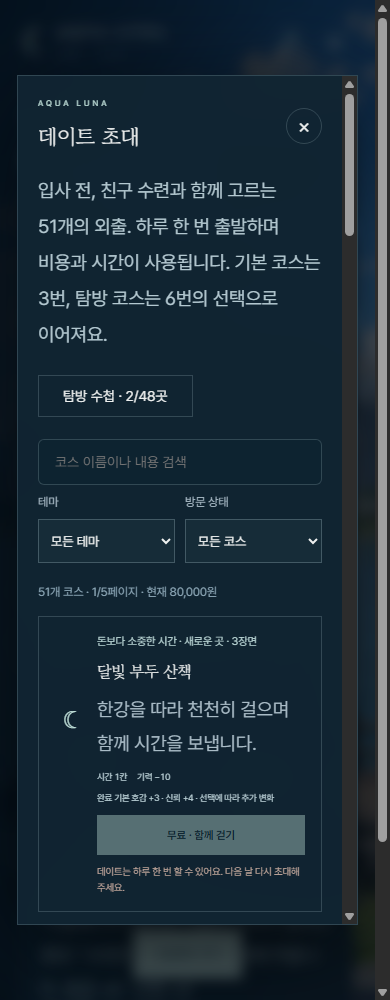 AQUA LUNA
데이트 초대
×
입사 전, 친구 수련과 함께 고르는
51개의 외출. 하루 한 번 출발하며
비용과 시간이 사용됩니다. 기본 코스는
3번, 탐방 코스는 6번의 선택으로
이어져요.
탐방 수첩 · 2/48곳
코스 이름이나 내용 검색
테마 방문 상태
모든 테마 모든 코스
51개 코스 · 1/5페이지 · 현재 80,000원
돈보다 소중한 시간 · 새로운 곳 · 3장면
달빛 부두 산책
한강을 따라 천천히 걸으며
함께 시간을 보냅니다.
시간 1칸 기력 −10
완료 기본 호감 +3 · 신뢰 +4 · 선택에 따라 추가 변화
무료 · 함께 걷기
데이트는 하루 한 번 할 수 있어요. 다음 날 다시 초대해
주세요.